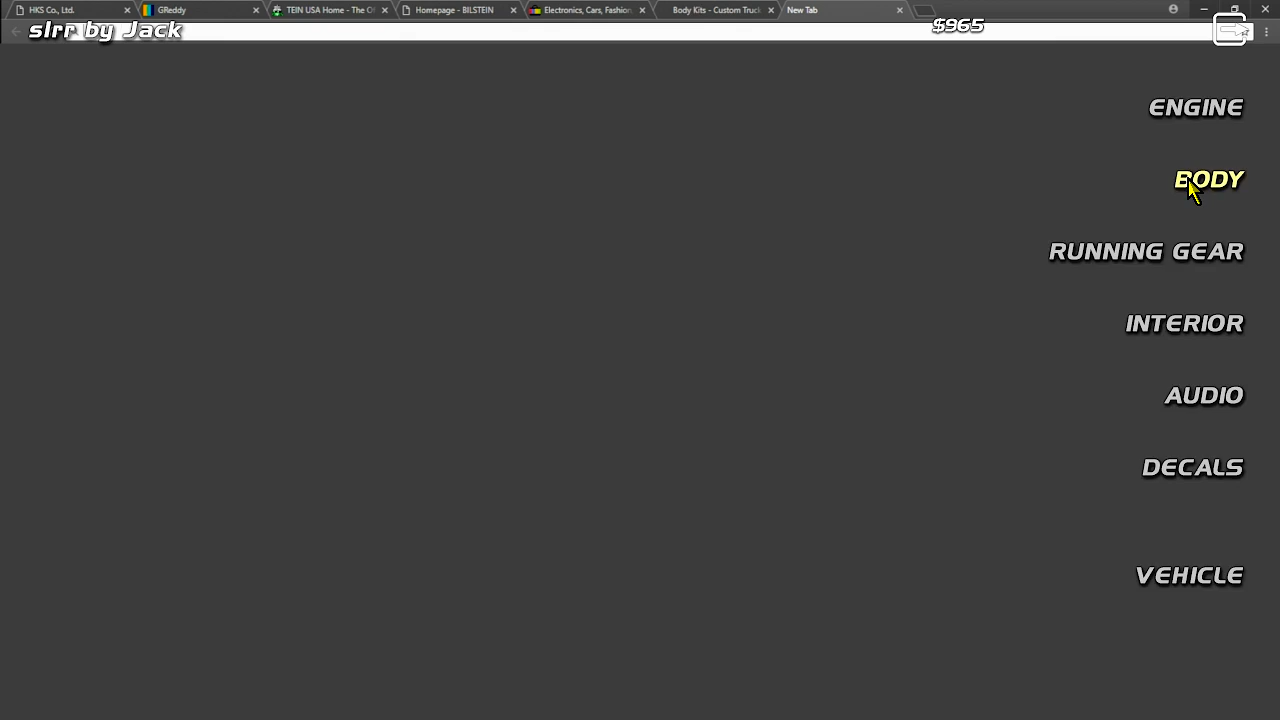 HKS Co., Ltd.
GReddy
TEIN USA Home - The O
Homepage - BILSTEIN
Electronics, Cars, Fashion,
Body Kits - Custom Truck
New Tab
slrr by Jack
$965
ENGINE
BODY
RUNNING GEAR
INTERIOR
AUDIO
DECALS
VEHICLE